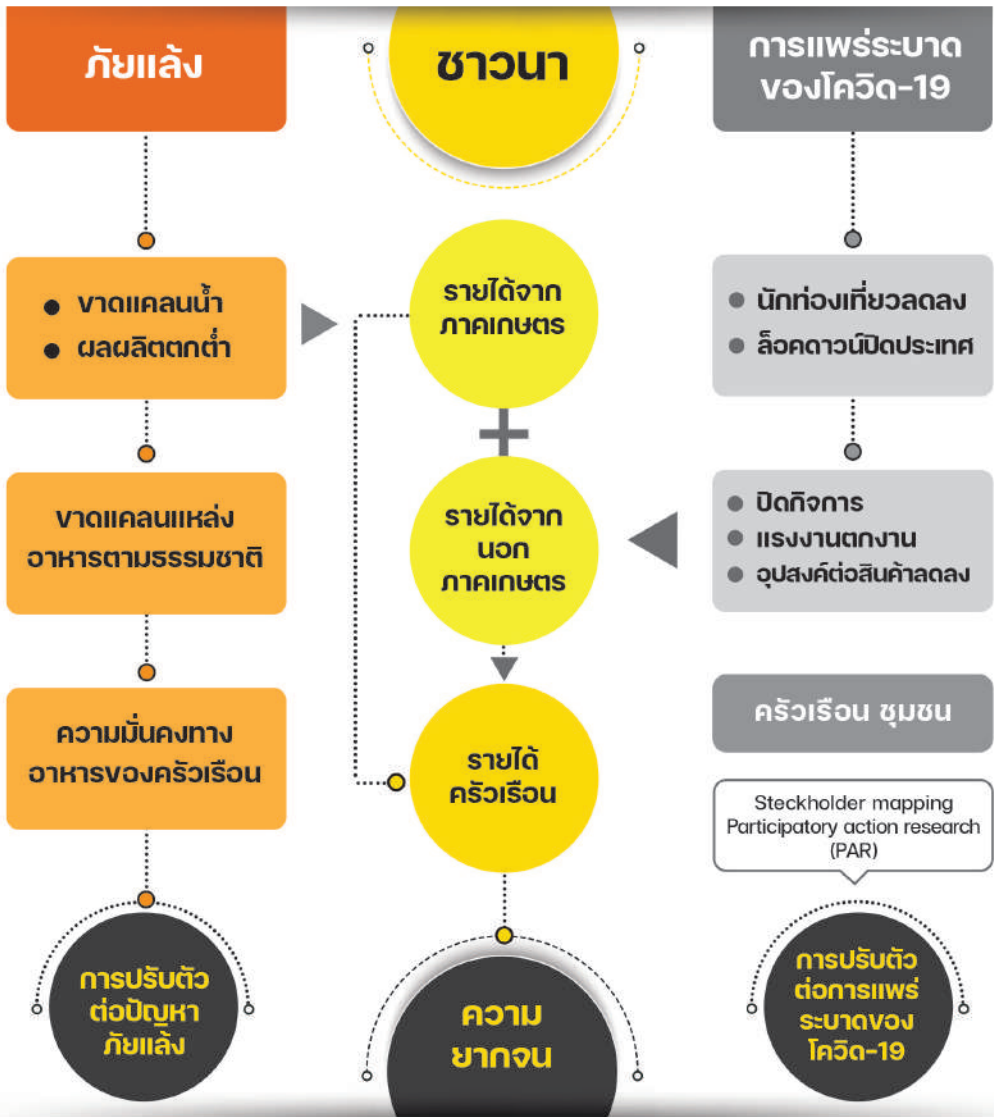 ภัยแล้ง
ชาวนา
การแพร่ระบาด
ของโควิด-19
• ขาดแคลนน้ำ
• ผลผลิตตกต่ำ
รายได้จาก
ภาคเกษตร
• นักท่องเที่ยวลดลง
• ล็อคดาวน์ปิดประเทศ
+
ขาดแคลนแหล่ง
อาหารตามธรรมชาติ
รายได้จาก
นอก
ภาคเกษตร
• ปิดกิจการ
• แรงงานตกงาน
• อุปสงค์ต่อสินค้าลดลง
ความมั่นคงทาง
อาหารของครัวเรือน
รายได้
ครัวเรือน
ครัวเรือน ชุมชน
Steckholder mapping
Participatory action research
(PAR)
การปรับตัว
ต่อปัญหา
ภัยแล้ง
ความ
ยากจน
การปรับตัว
ต่อการแพร่
ระบาดของ
โควิด-19